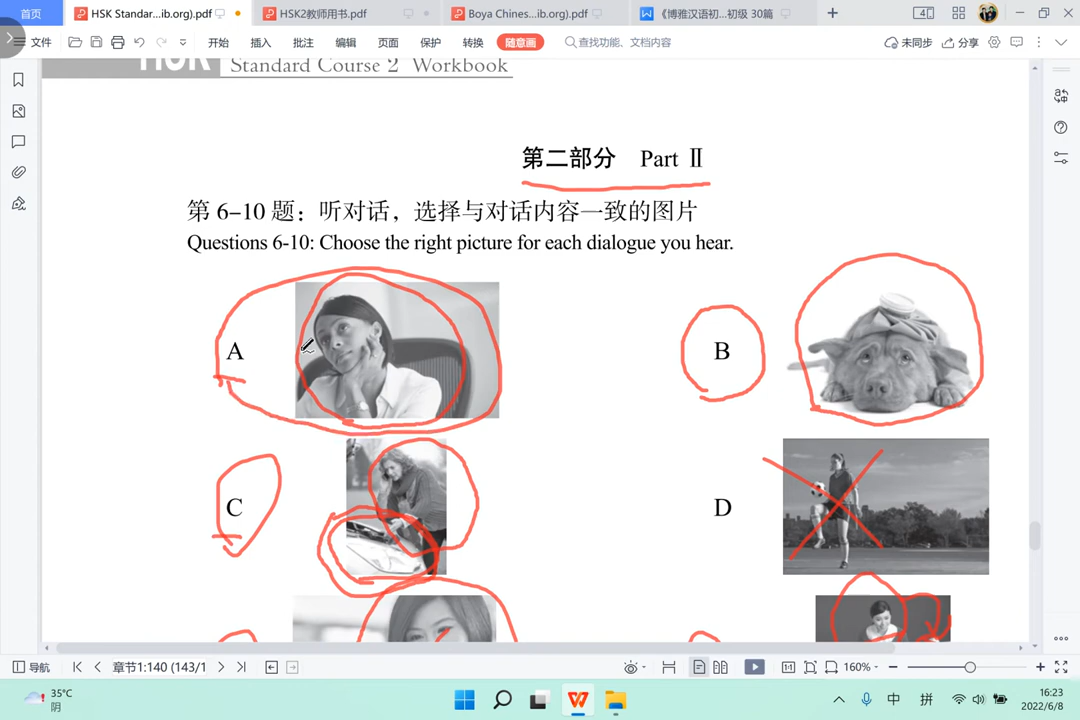 首页 HSK Standar...ib.org).pdf HSK2教师用书.pdf Boya Chines...ib.org).pdf 《博雅汉语初...初级 30篇
文件 开始 插入 批注 编辑 页面 保护 转换 随意画 查找功能、文档内容 未同步 分享
HSK Standard Course 2 Workbook
第二部分 Part Ⅱ
第 6-10 题：听对话，选择与对话内容一致的图片
Questions 6-10: Choose the right picture for each dialogue you hear.
A B
C D
导航 章节1:140 (143/1 160%
35°C
阴
中 拼
16:23
2022/6/8